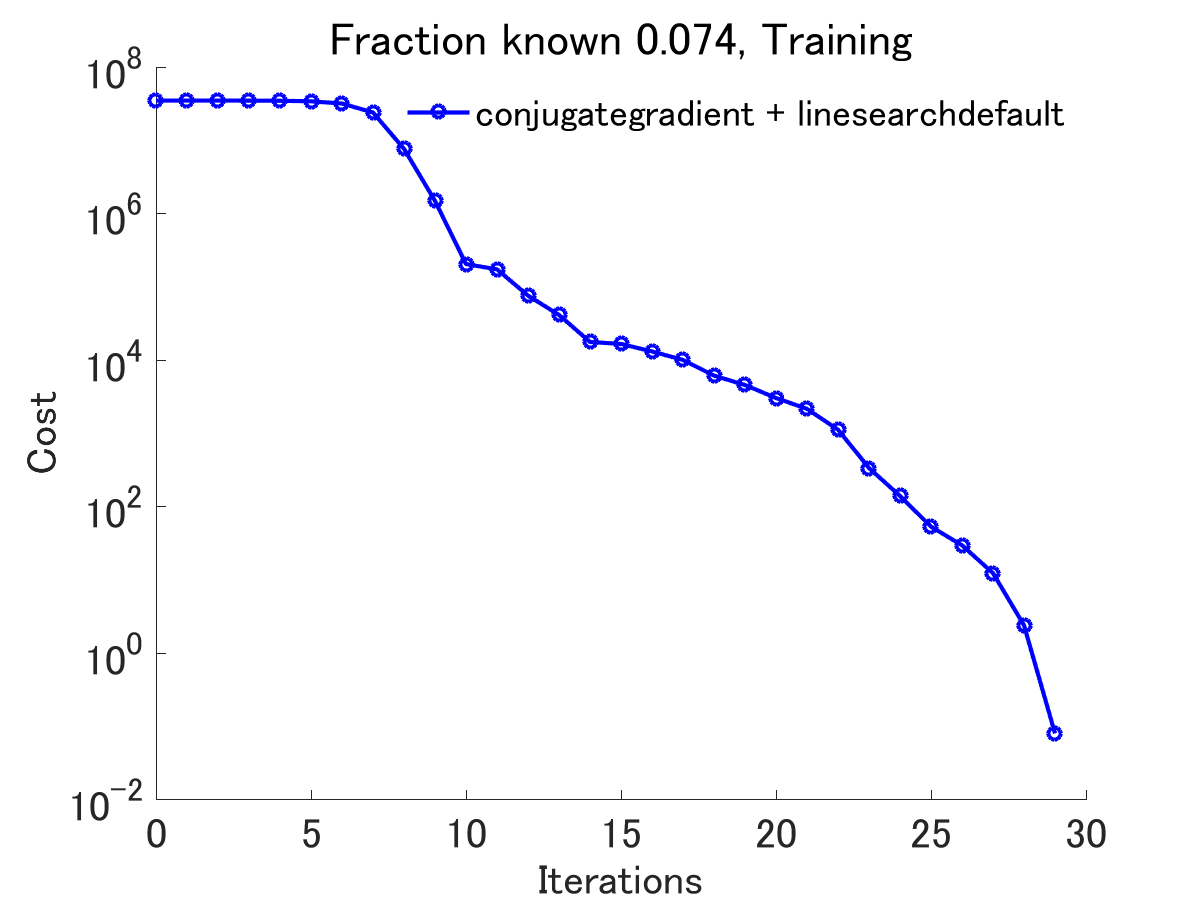 Fraction known 0.074, Training
conjugategradient + linesearchdefault
10^8
10^6
10^4
10^2
10^0
10^−2
Cost
0 5 10 15 20 25 30
Iterations